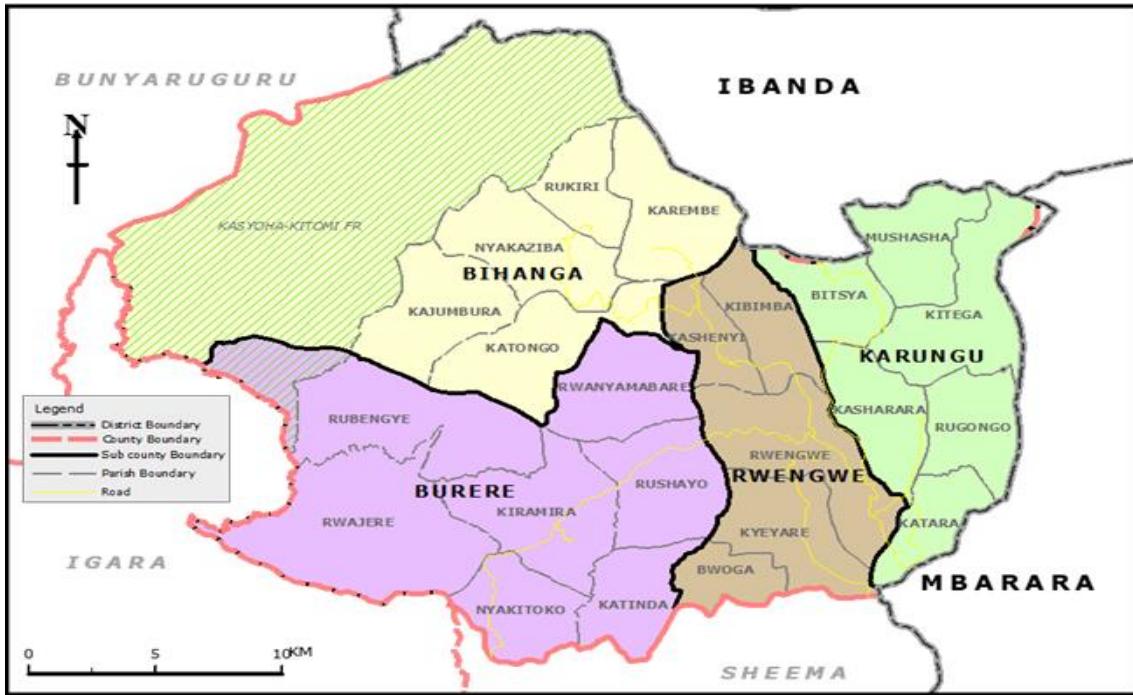 BUNYARUGURU
IBANDA
N
RUKIRI
KAREMBE
KASYOHA-KITOMI FR
MUSHASHA
NYAKAZIBA
BIHANGA
BITSYA
KIBIMBA
KAJUMBURA
KITEGA
KASHENYI
KATONGO
KARUNGU
RWANYAMABARE
Legend
District Boundary
County Boundary
Sub county Boundary
Parish Boundary
Road
RUBENGYE
KASHARARA
RUGONGO
RWENGWE
RWENGWE
BURERE
RUSHAYO
KIRAMIRA
RWAJERE
KATARA
KYEYARE
IGARA
BWOGA
MBARARA
NYAKITOKO
KATINDA
0 5 10 KM
SHEEMA